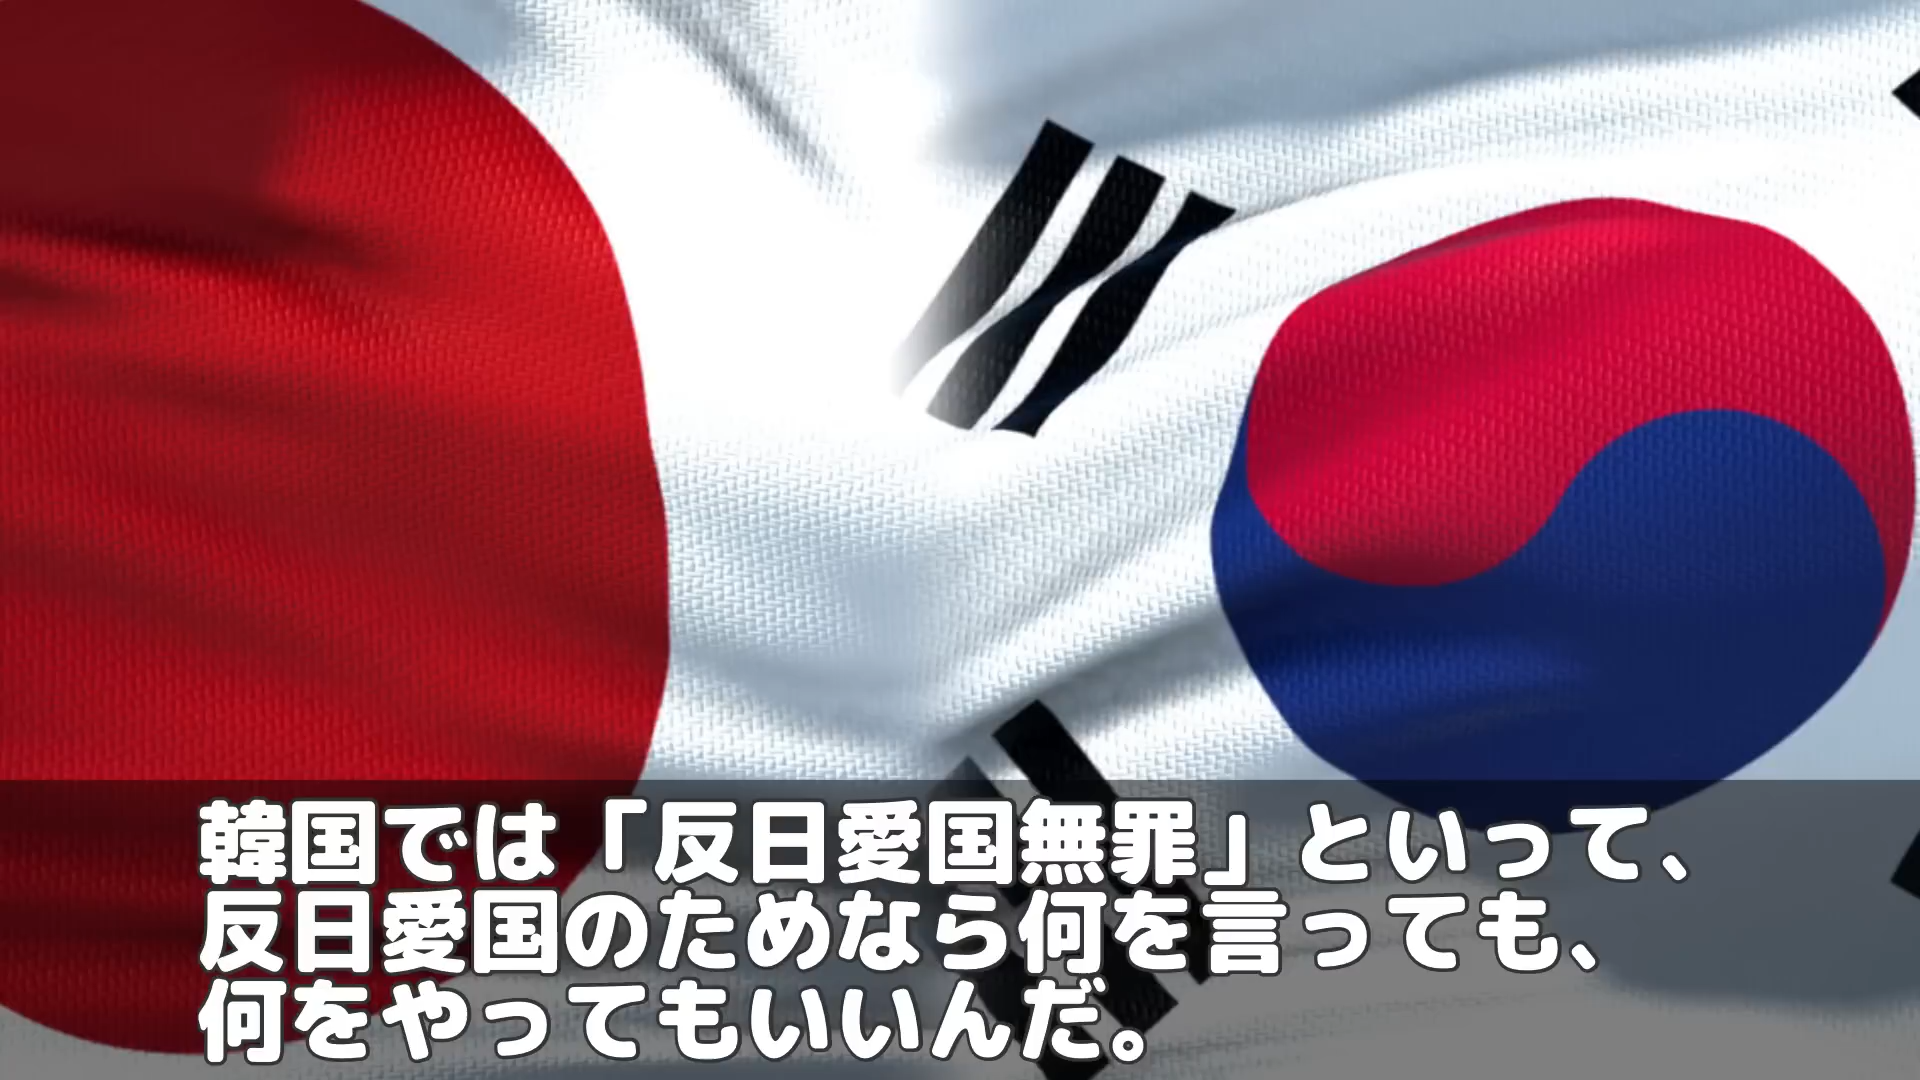 韓国では「反日愛国無罪」といって、
反日愛国のためなら何を言っても、
何をやってもいいんだ。